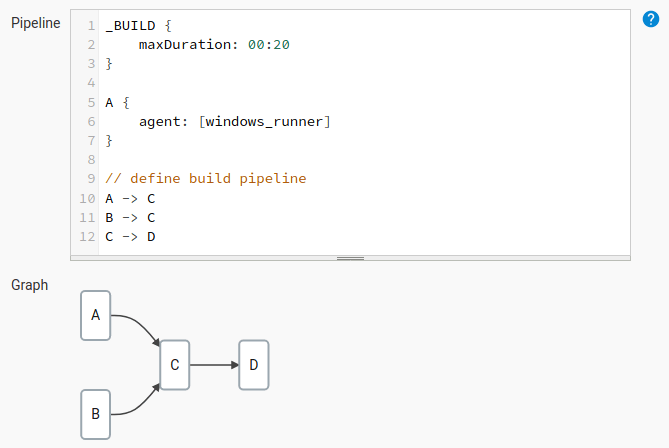 Pipeline
1 _BUILD {
2     maxDuration: 00:20
3 }
4
5 A {
6     agent: [windows_runner]
7 }
8
9 // define build pipeline
10 A -> C
11 B -> C
12 C -> D
?
Graph
A
C
D
B